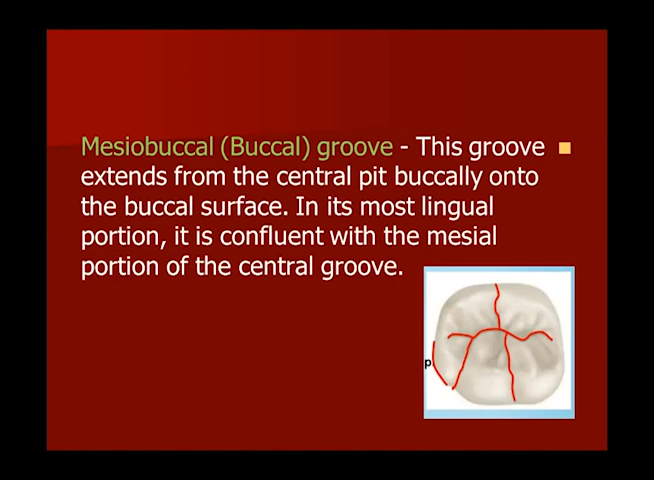 Mesiobuccal (Buccal) groove - This groove
extends from the central pit buccally onto
the buccal surface. In its most lingual
portion, it is confluent with the mesial
portion of the central groove.
p